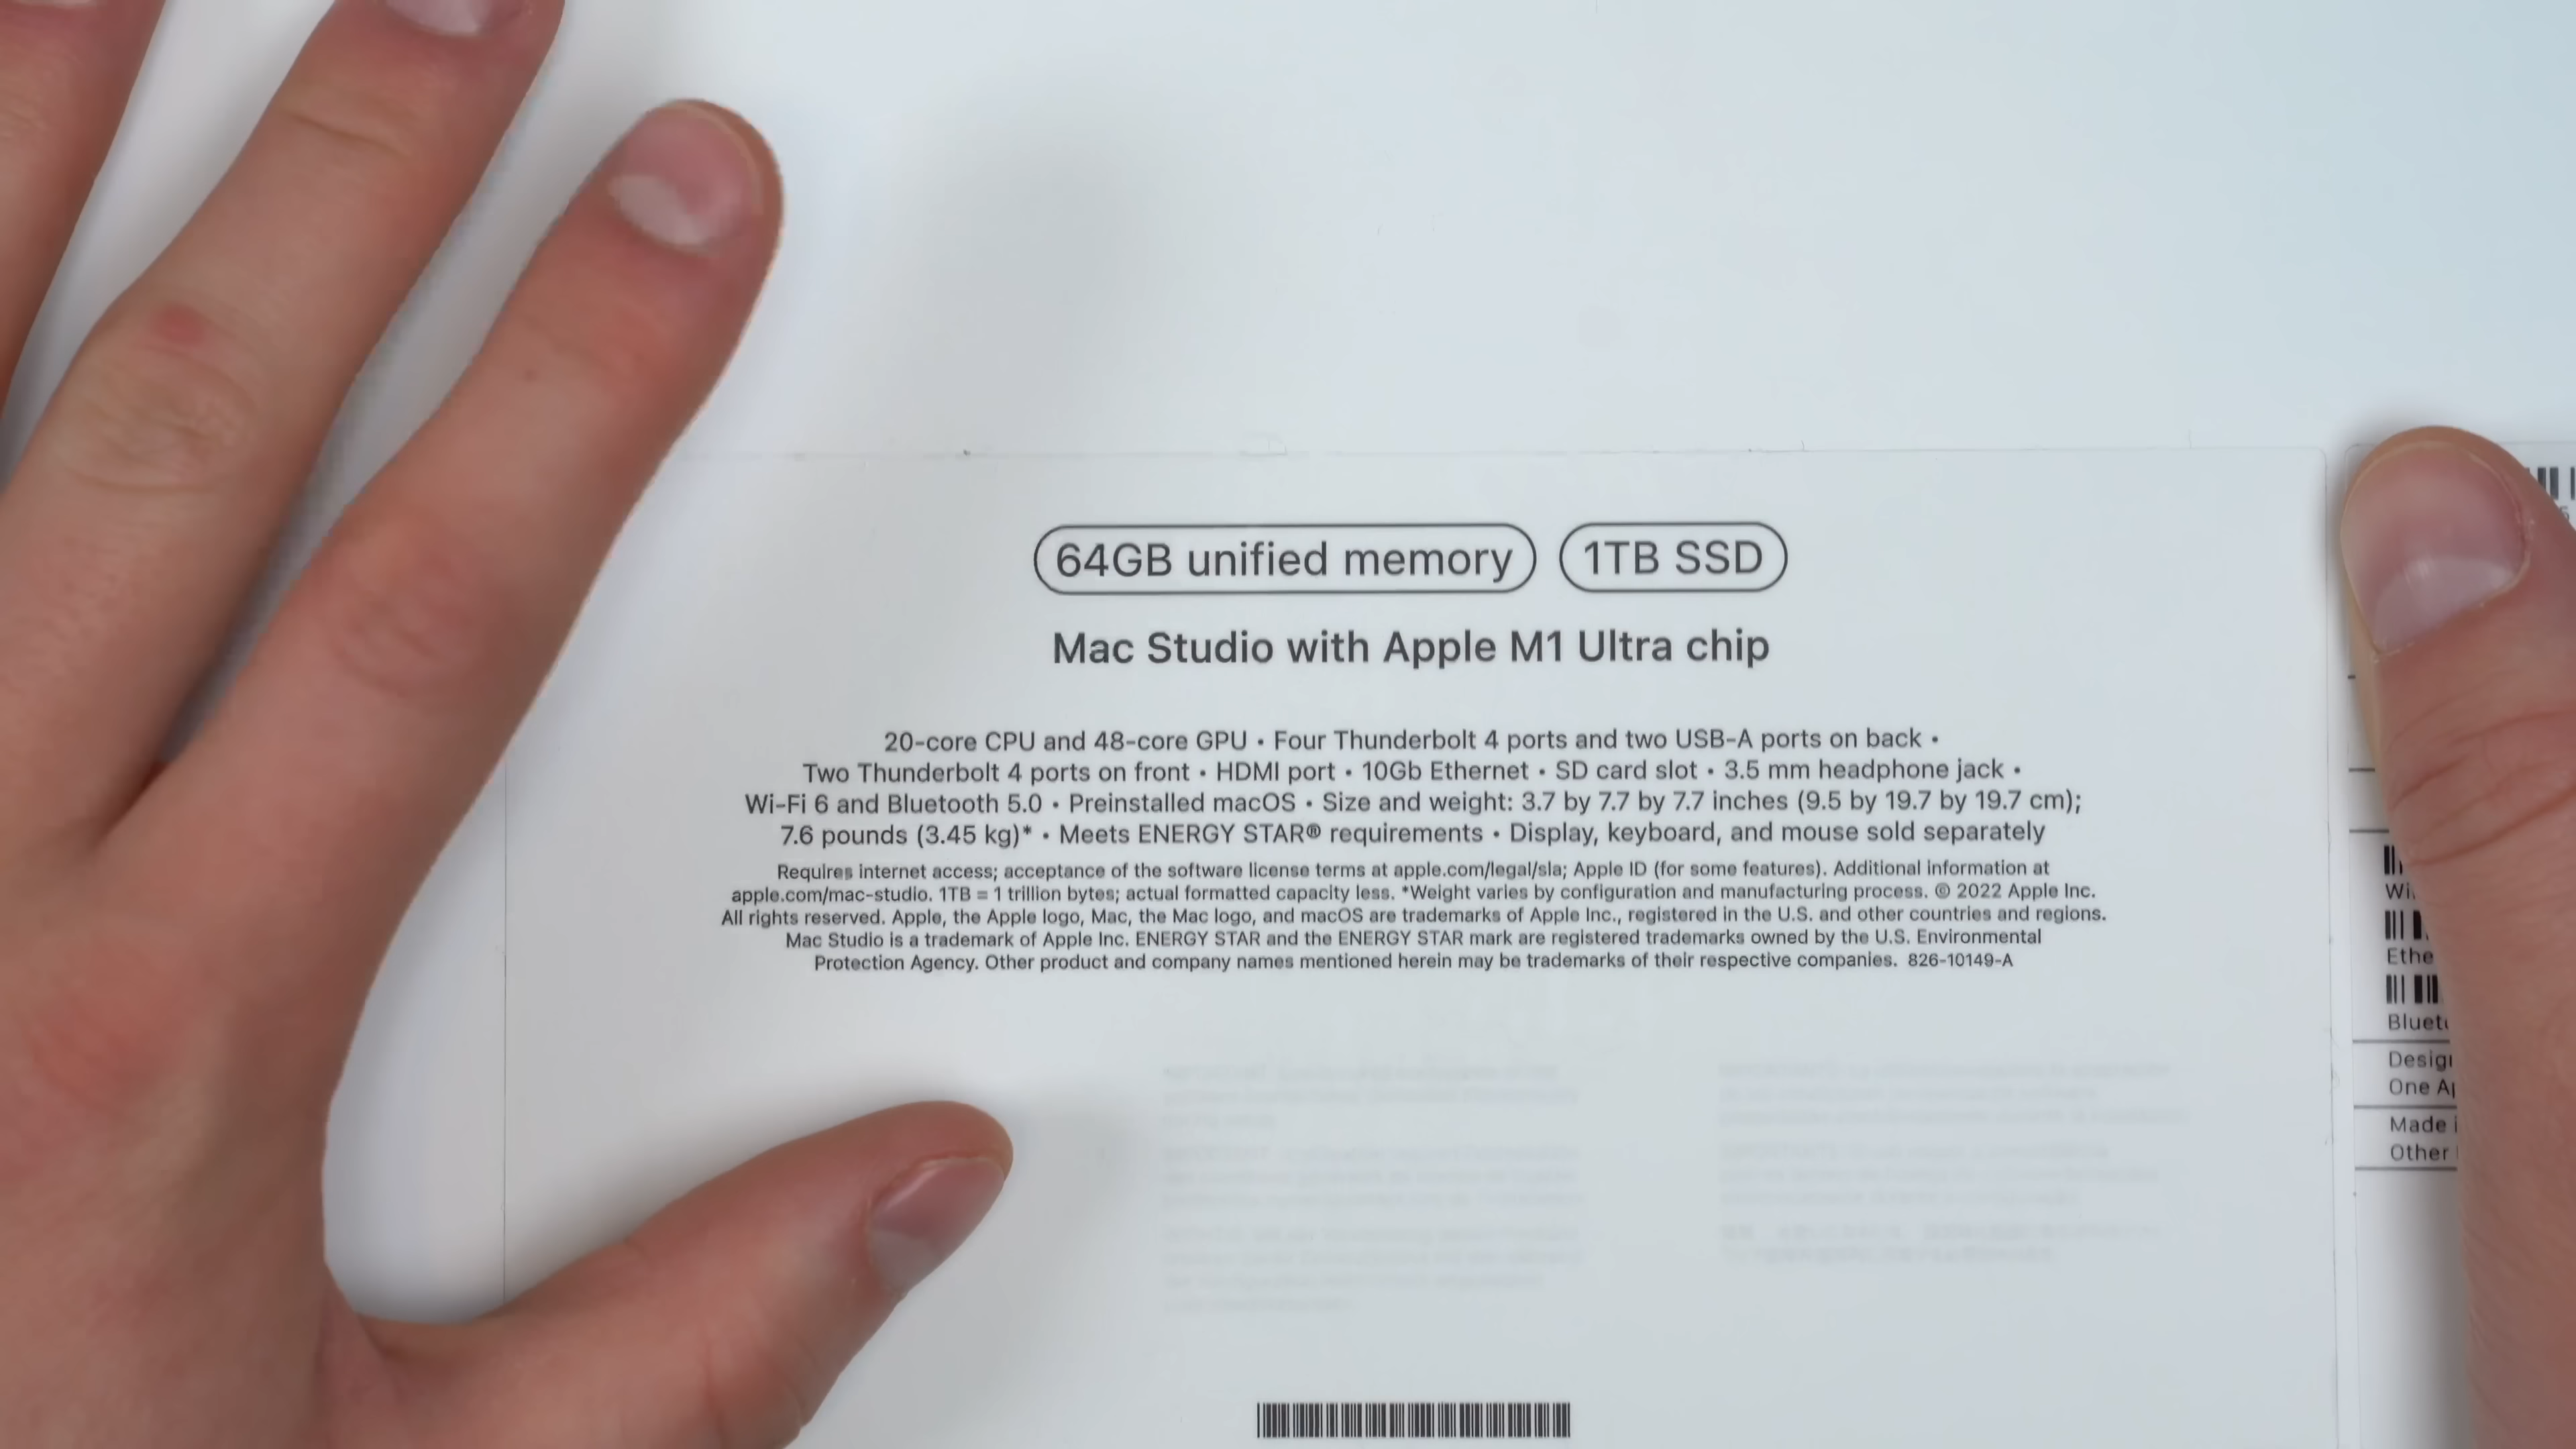 64GB unified memory 1TB SSD
Mac Studio with Apple M1 Ultra chip
20-core CPU and 48-core GPU • Four Thunderbolt 4 ports and two USB-A ports on back •
Two Thunderbolt 4 ports on front • HDMI port • 10Gb Ethernet • SD card slot • 3.5 mm headphone jack •
Wi-Fi 6 and Bluetooth 5.0 • Preinstalled macOS • Size and weight: 3.7 by 7.7 by 7.7 inches (9.5 by 19.7 by 19.7 cm);
7.6 pounds (3.45 kg)* • Meets ENERGY STAR® requirements • Display, keyboard, and mouse sold separately
Requires internet access; acceptance of the software license terms at apple.com/legal/sla; Apple ID (for some features). Additional information at
apple.com/mac-studio. 1TB = 1 trillion bytes; actual formatted capacity less. *Weight varies by configuration and manufacturing process. © 2022 Apple Inc.
All rights reserved. Apple, the Apple logo, Mac, the Mac logo, and macOS are trademarks of Apple Inc., registered in the U.S. and other countries and regions.
Mac Studio is a trademark of Apple Inc. ENERGY STAR and the ENERGY STAR mark are registered trademarks owned by the U.S. Environmental
Protection Agency. Other product and company names mentioned herein may be trademarks of their respective companies. 826-10149-A
One
Made
Other